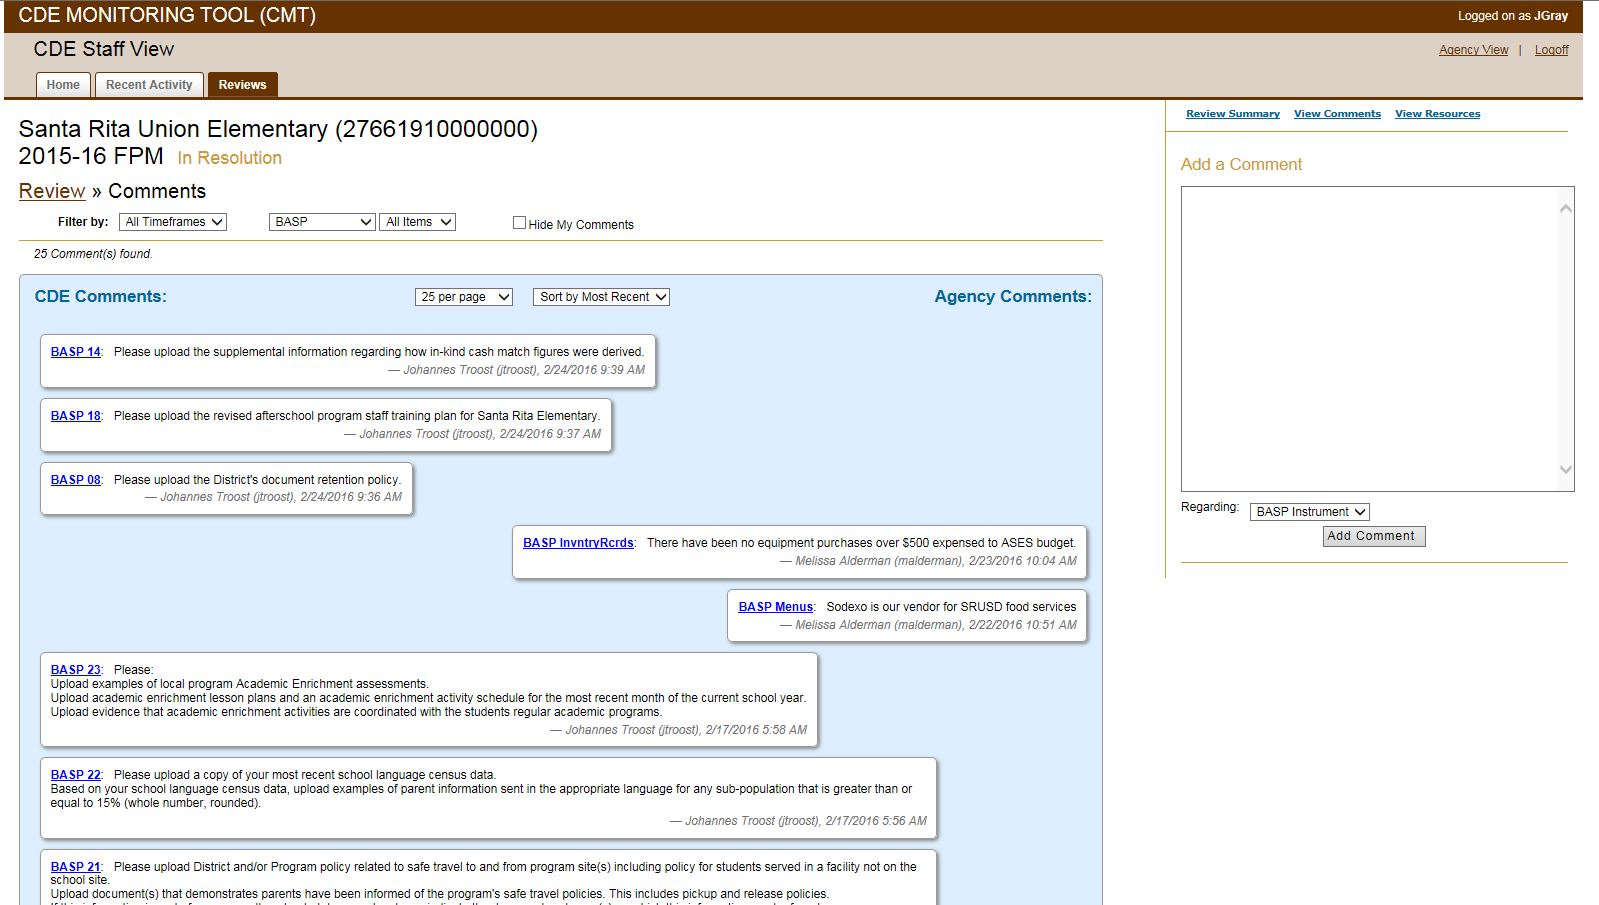 CDE MONITORING TOOL (CMT)
Logged on as JGray
CDE Staff View
Agency View | Logoff
Home
Recent Activity
Reviews
Review Summary View Comments View Resources
Santa Rita Union Elementary (27661910000000)
2015-16 FPM In Resolution
Review » Comments
Filter by: All Timeframes BASP All Items Hide My Comments
25 Comment(s) found.
CDE Comments: 25 per page Sort by Most Recent Agency Comments:
BASP 14: Please upload the supplemental information regarding how in-kind cash match figures were derived.
— Johannes Troost (jtroost), 2/24/2016 9:39 AM
BASP 18: Please upload the revised afterschool program staff training plan for Santa Rita Elementary.
— Johannes Troost (jtroost), 2/24/2016 9:37 AM
BASP 08: Please upload the District's document retention policy.
— Johannes Troost (jtroost), 2/24/2016 9:36 AM
BASP InvntryRcrds: There have been no equipment purchases over $500 expensed to ASES budget.
— Melissa Alderman (malderman), 2/23/2016 10:04 AM
BASP Menus: Sodexo is our vendor for SRUSD food services
— Melissa Alderman (malderman), 2/22/2016 10:51 AM
BASP 23: Please:
Upload examples of local program Academic Enrichment assessments.
Upload academic enrichment lesson plans and an academic enrichment activity schedule for the most recent month of the current school year.
Upload evidence that academic enrichment activities are coordinated with the students regular academic programs.
— Johannes Troost (jtroost), 2/17/2016 5:58 AM
BASP 22: Please upload a copy of your most recent school language census data.
Based on your school language census data, upload examples of parent information sent in the appropriate language for any sub-population that is greater than or
equal to 15% (whole number, rounded).
— Johannes Troost (jtroost), 2/17/2016 5:56 AM
BASP 21: Please upload District and/or Program policy related to safe travel to and from program site(s) including policy for students served in a facility not on the
school site.
Upload document(s) that demonstrates parents have been informed of the program's safe travel policies. This includes pickup and release policies.
Add a Comment
Regarding: BASP Instrument
Add Comment